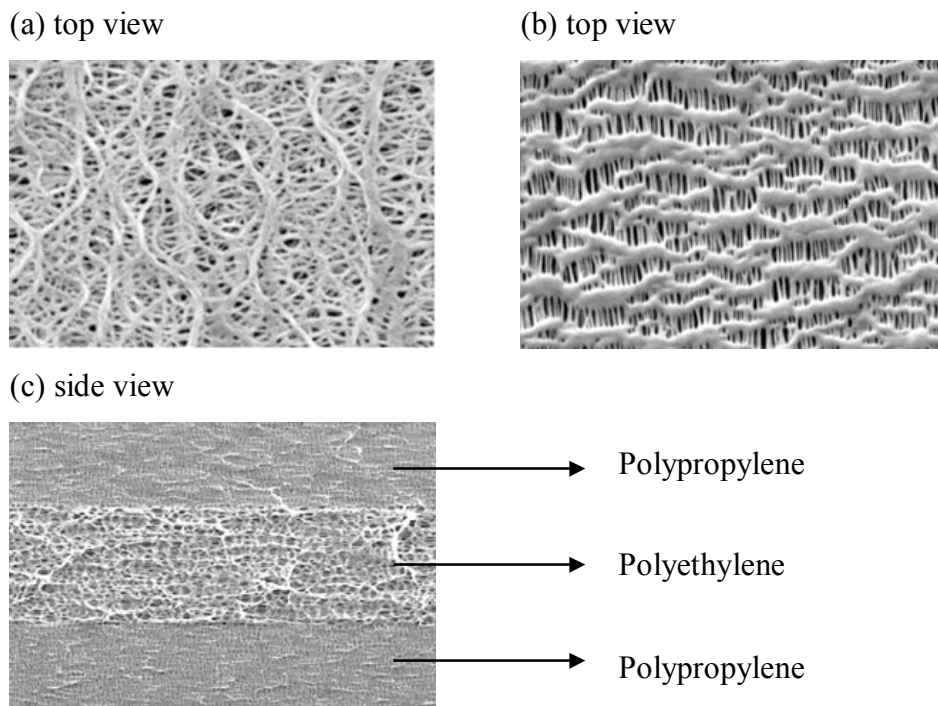 (a) top view
(b) top view
(c) side view
Polypropylene
Polyethylene
Polypropylene